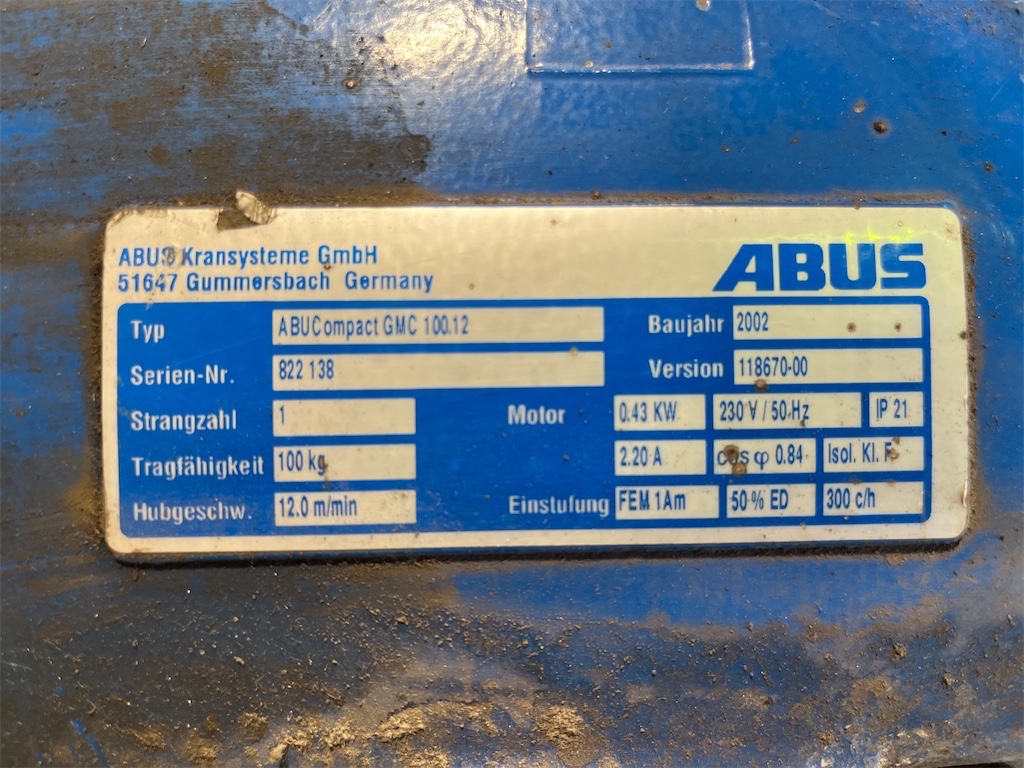 ABUS Kransysteme GmbH
51647 Gummersbach Germany
ABUS
Typ ABUCompact GMC 100.12 Baujahr 2002
Serien-Nr. 822 138 Version 118670-00
Strangzahl 1 Motor 0.43 KW 230 V / 50 Hz IP 21
Tragfähigkeit 100 kg 2.20 A cos φ 0.84 Isol. Kl. F
Hubgeschw. 12.0 m/min Einstufung FEM 1Am 50 % ED 300 c/h